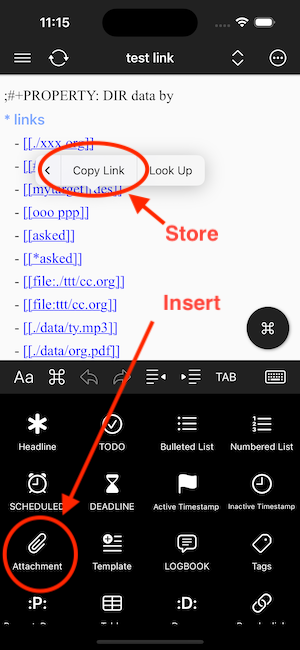 11:15
test link
;#+PROPERTY: DIR data by
* links
- [[./xxx.org]]
- [[#
Copy Link
Look Up
- [[mytarget][des]]
- [[ooo ppp]]
Store
- [[asked]]
- [[*asked]]
- [[file:./ttt/cc.org]]
- [[file:ttt/cc.org]]
Insert
- [[./data/ty.mp3]]
- [[./data/org.pdf]]
Aa
TAB
Headline
TODO
Bulleted List
Numbered List
SCHEDULED
DEADLINE
Active Timestamp
Inactive Timestamp
Attachment
Template
LOGBOOK
Tags
:P:
:D: